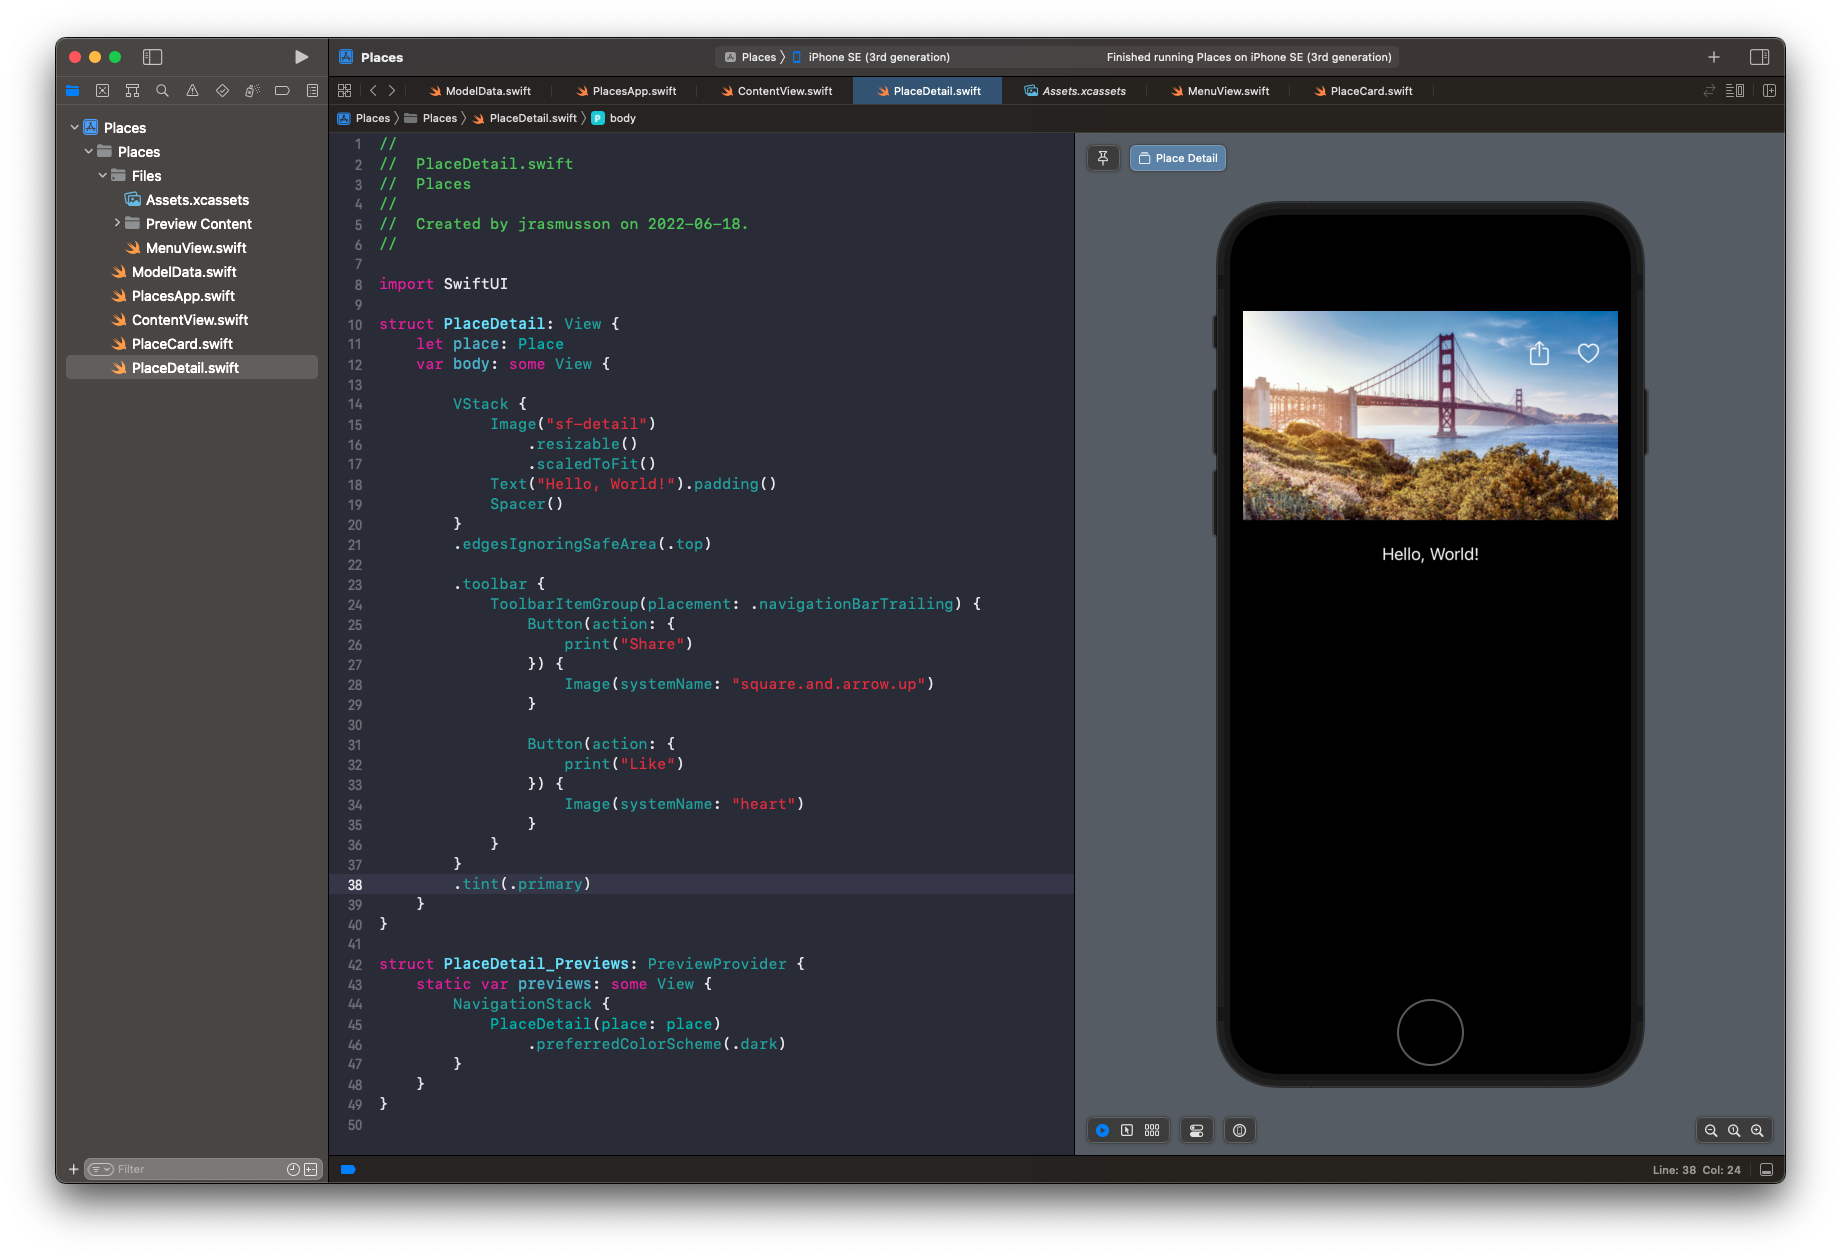 Places
Places
iPhone SE (3rd generation)
Finished running Places on iPhone SE (3rd generation)
ModelData.swift
PlacesApp.swift
ContentView.swift
PlaceDetail.swift
Assets.xcassets
MenuView.swift
PlaceCard.swift
Places
Places
PlaceDetail.swift
P
body
Places
Places
Files
Assets.xcassets
Preview Content
MenuView.swift
ModelData.swift
PlacesApp.swift
ContentView.swift
PlaceCard.swift
PlaceDetail.swift
Filter
1 //
2 //  PlaceDetail.swift
3 //  Places
4 //
5 //  Created by jrasmusson on 2022-06-18.
6 //
7
8 import SwiftUI
9
10 struct PlaceDetail: View {
11     let place: Place
12     var body: some View {
13
14         VStack {
15             Image("sf-detail")
16                 .resizable()
17                 .scaledToFit()
18             Text("Hello, World!").padding()
19             Spacer()
20         }
21         .edgesIgnoringSafeArea(.top)
22
23         .toolbar {
24             ToolbarItemGroup(placement: .navigationBarTrailing) {
25                 Button(action: {
26                     print("Share")
27                 }) {
28                     Image(systemName: "square.and.arrow.up")
29                 }
30
31                 Button(action: {
32                     print("Like")
33                 }) {
34                     Image(systemName: "heart")
35                 }
36             }
37         }
38         .tint(.primary)
39     }
40 }
41
42 struct PlaceDetail_Previews: PreviewProvider {
43     static var previews: some View {
44         NavigationStack {
45             PlaceDetail(place: place)
46                 .preferredColorScheme(.dark)
47         }
48     }
49 }
50
Place Detail
Hello, World!
Line: 38 Col: 24